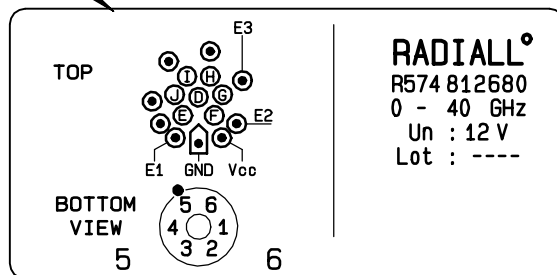 E3
TOP
I H
J D G
E F
E2
E1 GND Vcc
BOTTOM
VIEW
5 6
4 1
3 2
5 6
RADIALL°
R574 812680
0 - 40 GHz
Un : 12 V
Lot : ----